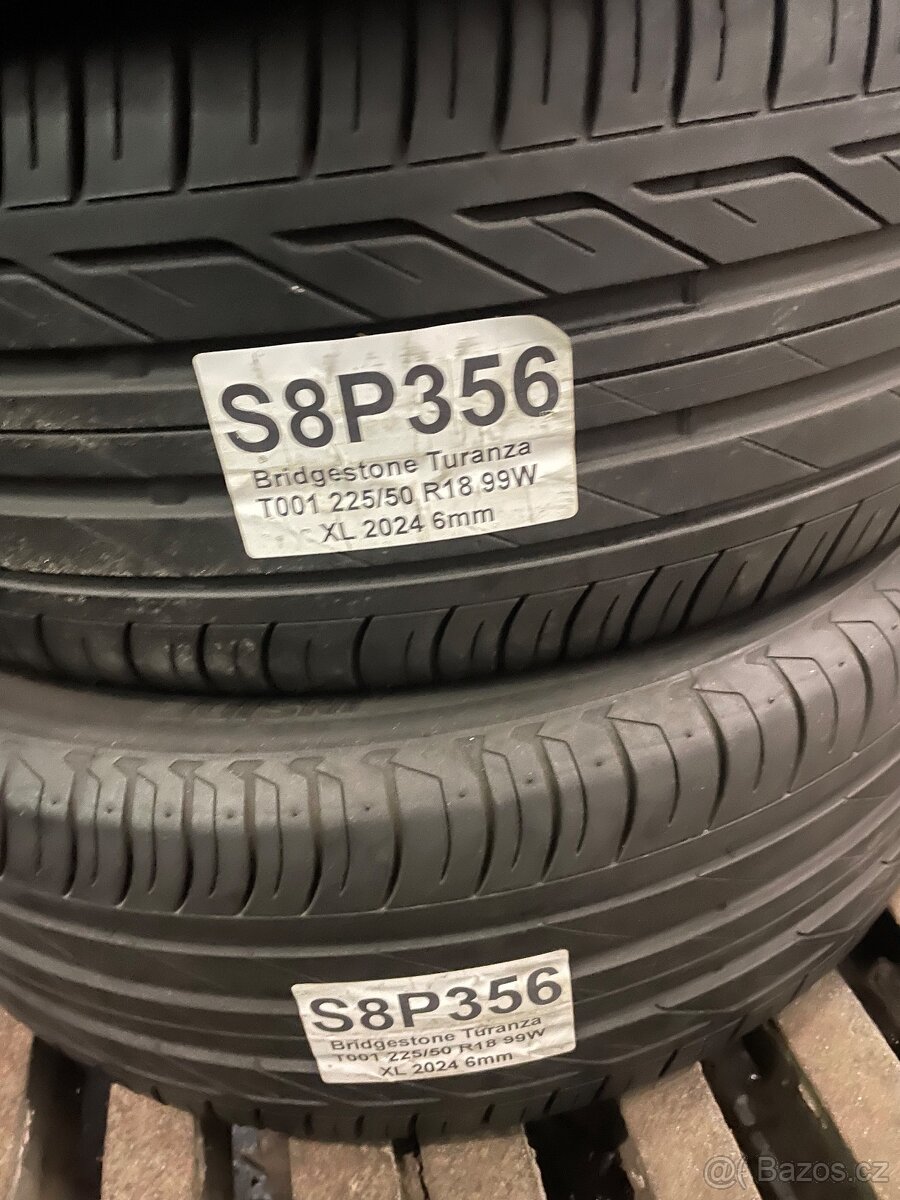 S8P356
Bridgestone Turanza
T001 225/50 R18 99W
XL 2024 6mm
S8P356
Bridgestone Turanza
T001 225/50 R18 99W
XL 2024 6mm
@ Bazos.cz